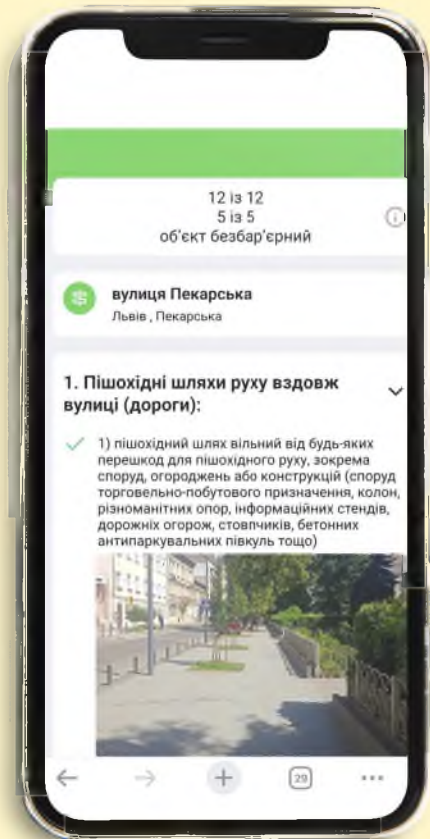 12 із 12
5 із 5
об'єкт безбар'єрний
вулиця Пекарська
Львів , Пекарська
1. Пішохідні шляхи руху вздовж
вулиці (дороги):
1) пішохідний шлях вільний від будь-яких
перешкод для пішохідного руху, зокрема
споруд, огороджень або конструкцій (споруд
торговельно-побутового призначення, колон,
різноманітних опор, інформаційних стендів,
дорожніх огорож, стовпчиків, бетонних
антипаркувальних півкуль тощо)
29